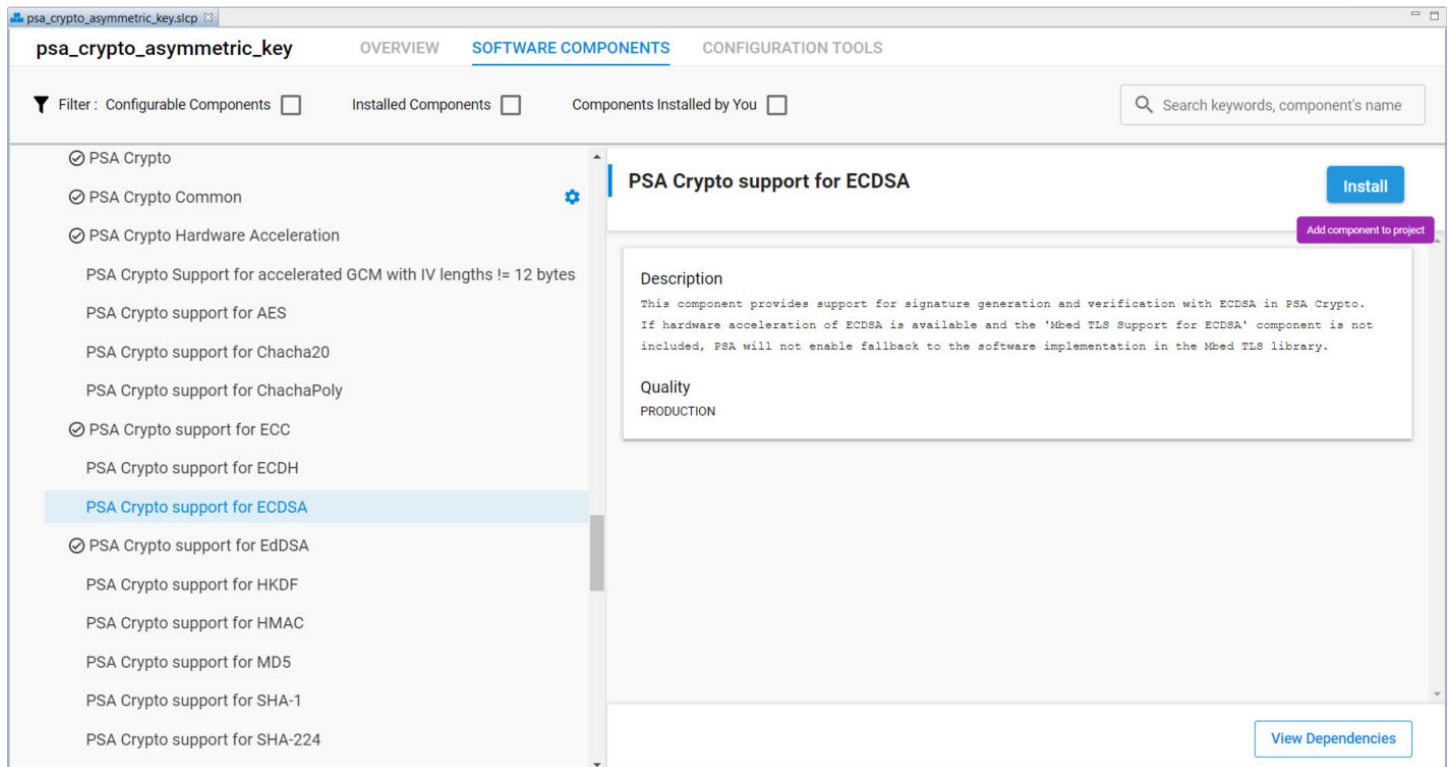 psa_crypto_asymmetric_key.slcp
psa_crypto_asymmetric_key
OVERVIEW
SOFTWARE COMPONENTS
CONFIGURATION TOOLS
Filter : Configurable Components
Installed Components
Components Installed by You
Search keywords, component's name
PSA Crypto
PSA Crypto Common
PSA Crypto Hardware Acceleration
PSA Crypto Support for accelerated GCM with IV lengths != 12 bytes
PSA Crypto support for AES
PSA Crypto support for Chacha20
PSA Crypto support for ChachaPoly
PSA Crypto support for ECC
PSA Crypto support for ECDH
PSA Crypto support for ECDSA
PSA Crypto support for EdDSA
PSA Crypto support for HKDF
PSA Crypto support for HMAC
PSA Crypto support for MD5
PSA Crypto support for SHA-1
PSA Crypto support for SHA-224
PSA Crypto support for ECDSA
Install
Add component to project
Description
This component provides support for signature generation and verification with ECDSA in PSA Crypto.
If hardware acceleration of ECDSA is available and the 'Mbed TLS Support for ECDSA' component is not
included, PSA will not enable fallback to the software implementation in the Mbed TLS library.
Quality
PRODUCTION
View Dependencies